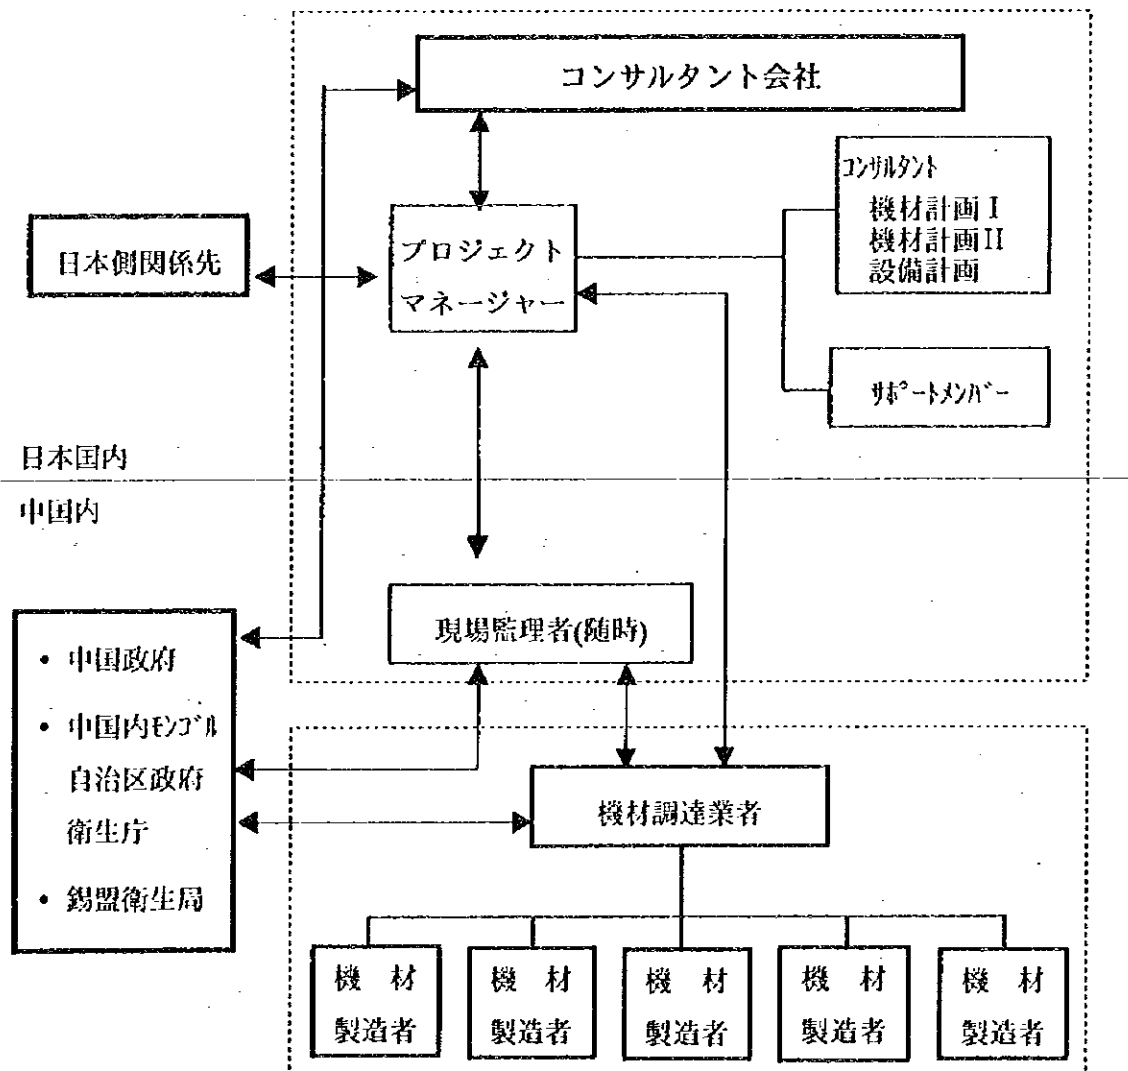 コンサルタント会社
コンサルタント
機材計画Ⅰ
機材計画Ⅱ
設備計画
日本側関係先
プロジェクト
マネージャー
サポートメンバー
日本国内
中国内
現場監理者(随時)
・中国政府
・中国内モンゴル
自治区政府
衛生庁
・錫盟衛生局
機材調達業者
機　材
製造者
機　材
製造者
機　材
製造者
機　材
製造者
機　材
製造者